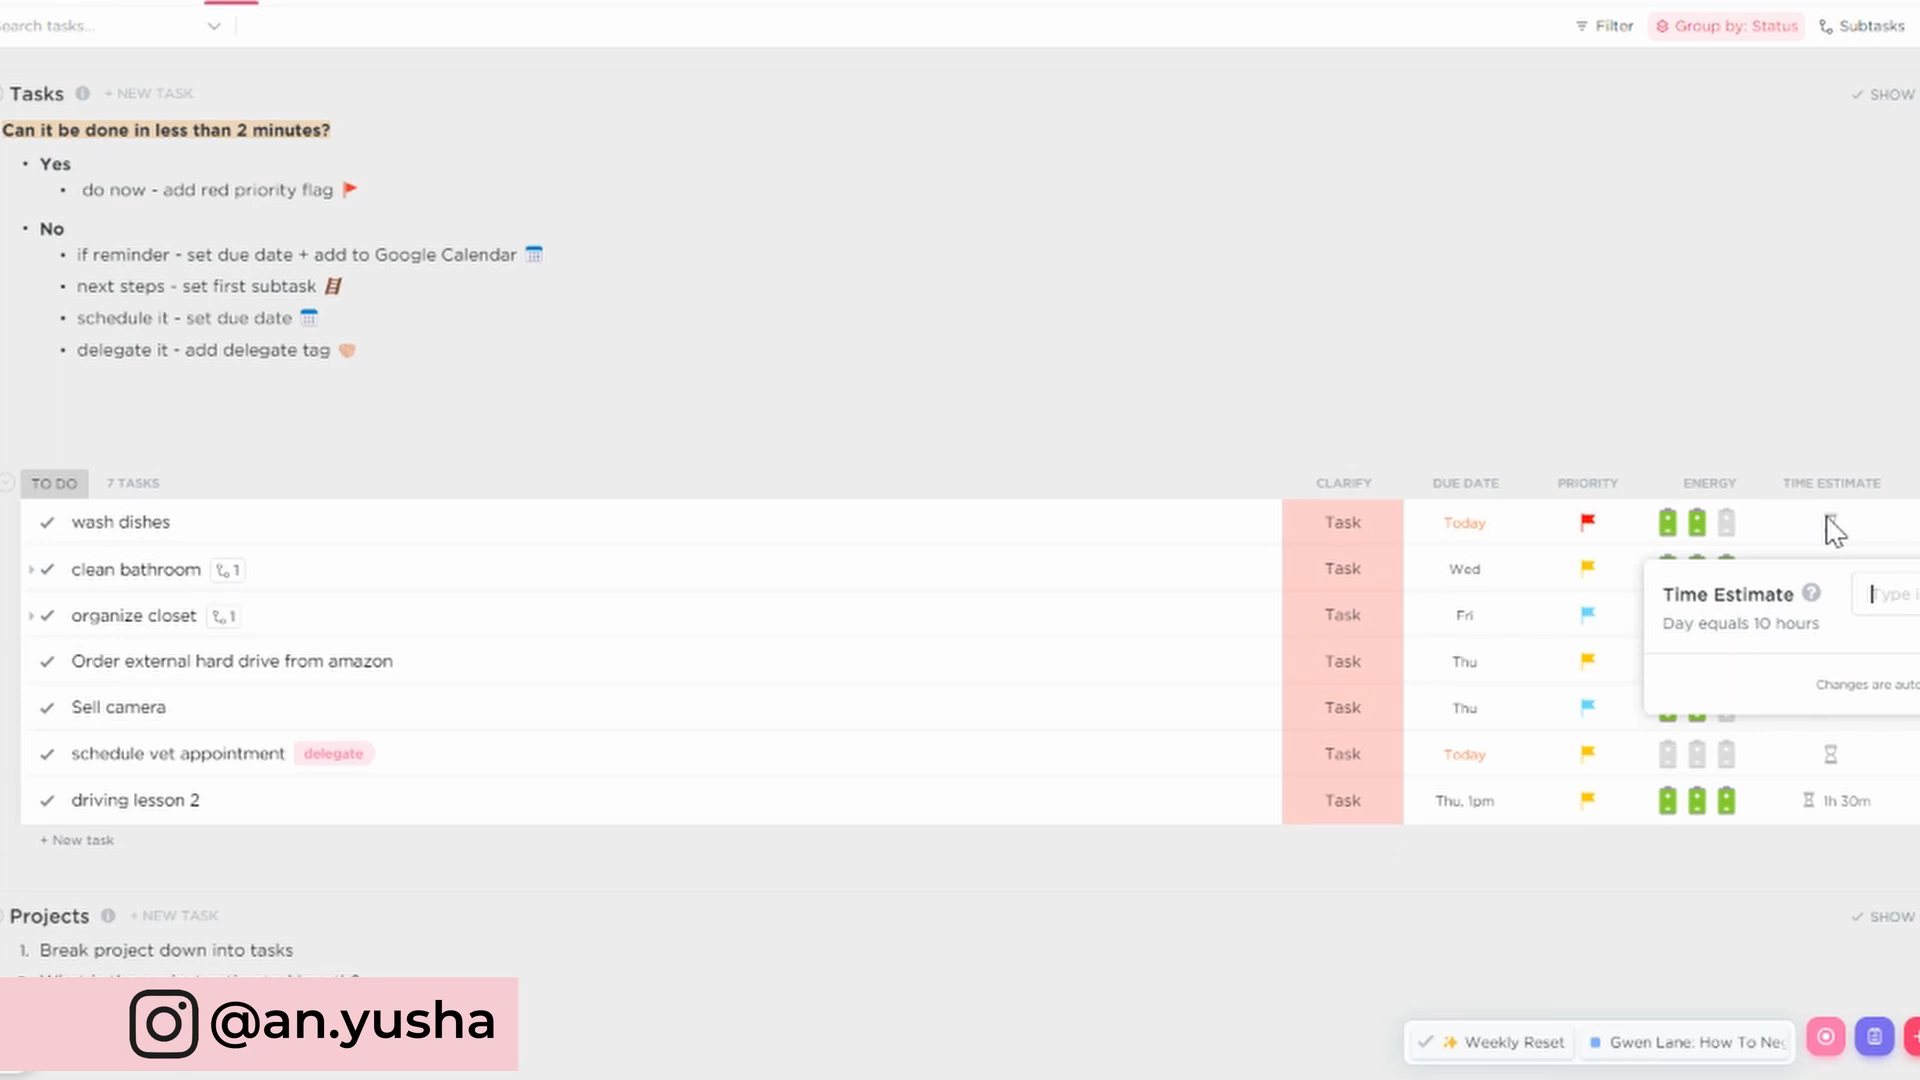 earch tasks...
Filter
Group by: Status
Subtasks
Tasks
+ NEW TASK
SHOW
Can it be done in less than 2 minutes?
• Yes
• do now - add red priority flag
• No
• if reminder - set due date + add to Google Calendar
• next steps - set first subtask
• schedule it - set due date
• delegate it - add delegate tag
TO DO 7 TASKS CLARIFY DUE DATE PRIORITY ENERGY TIME ESTIMATE
wash dishes Task Today
clean bathroom 1 Task Wed
organize closet 1 Task Fri
Order external hard drive from amazon Task Thu
Sell camera Task Thu
schedule vet appointment delegate Task Today
driving lesson 2 Task Thu, 1pm 1h 30m
Time Estimate ? Type i
Day equals 10 hours
Changes are auto
+ New task
Projects
+ NEW TASK
SHOW
1. Break project down into tasks
@an.yusha
Weekly Reset
Gwen Lane: How To Neg